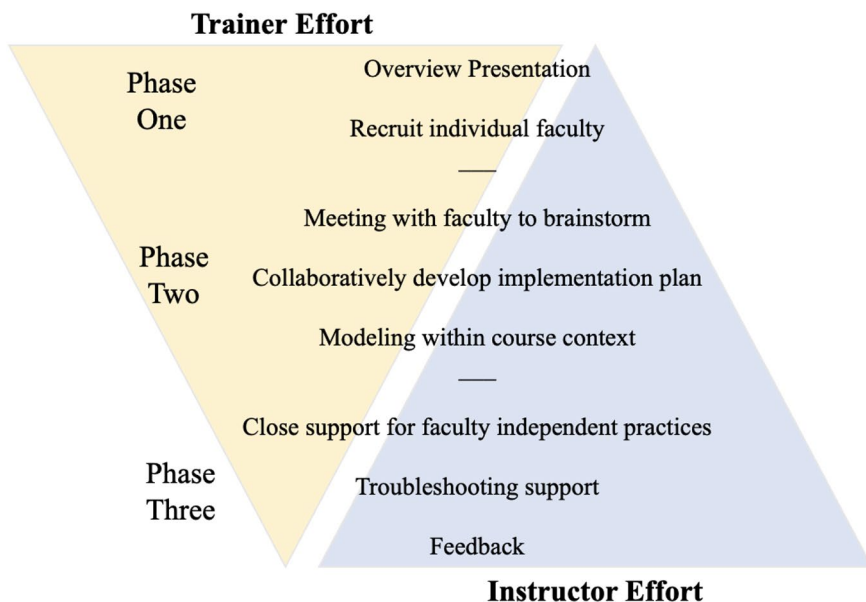 Trainer Effort
Phase
One
Overview Presentation
Recruit individual faculty
Phase
Two
Meeting with faculty to brainstorm
Collaboratively develop implementation plan
Modeling within course context
Phase
Three
Close support for faculty independent practices
Troubleshooting support
Feedback
Instructor Effort